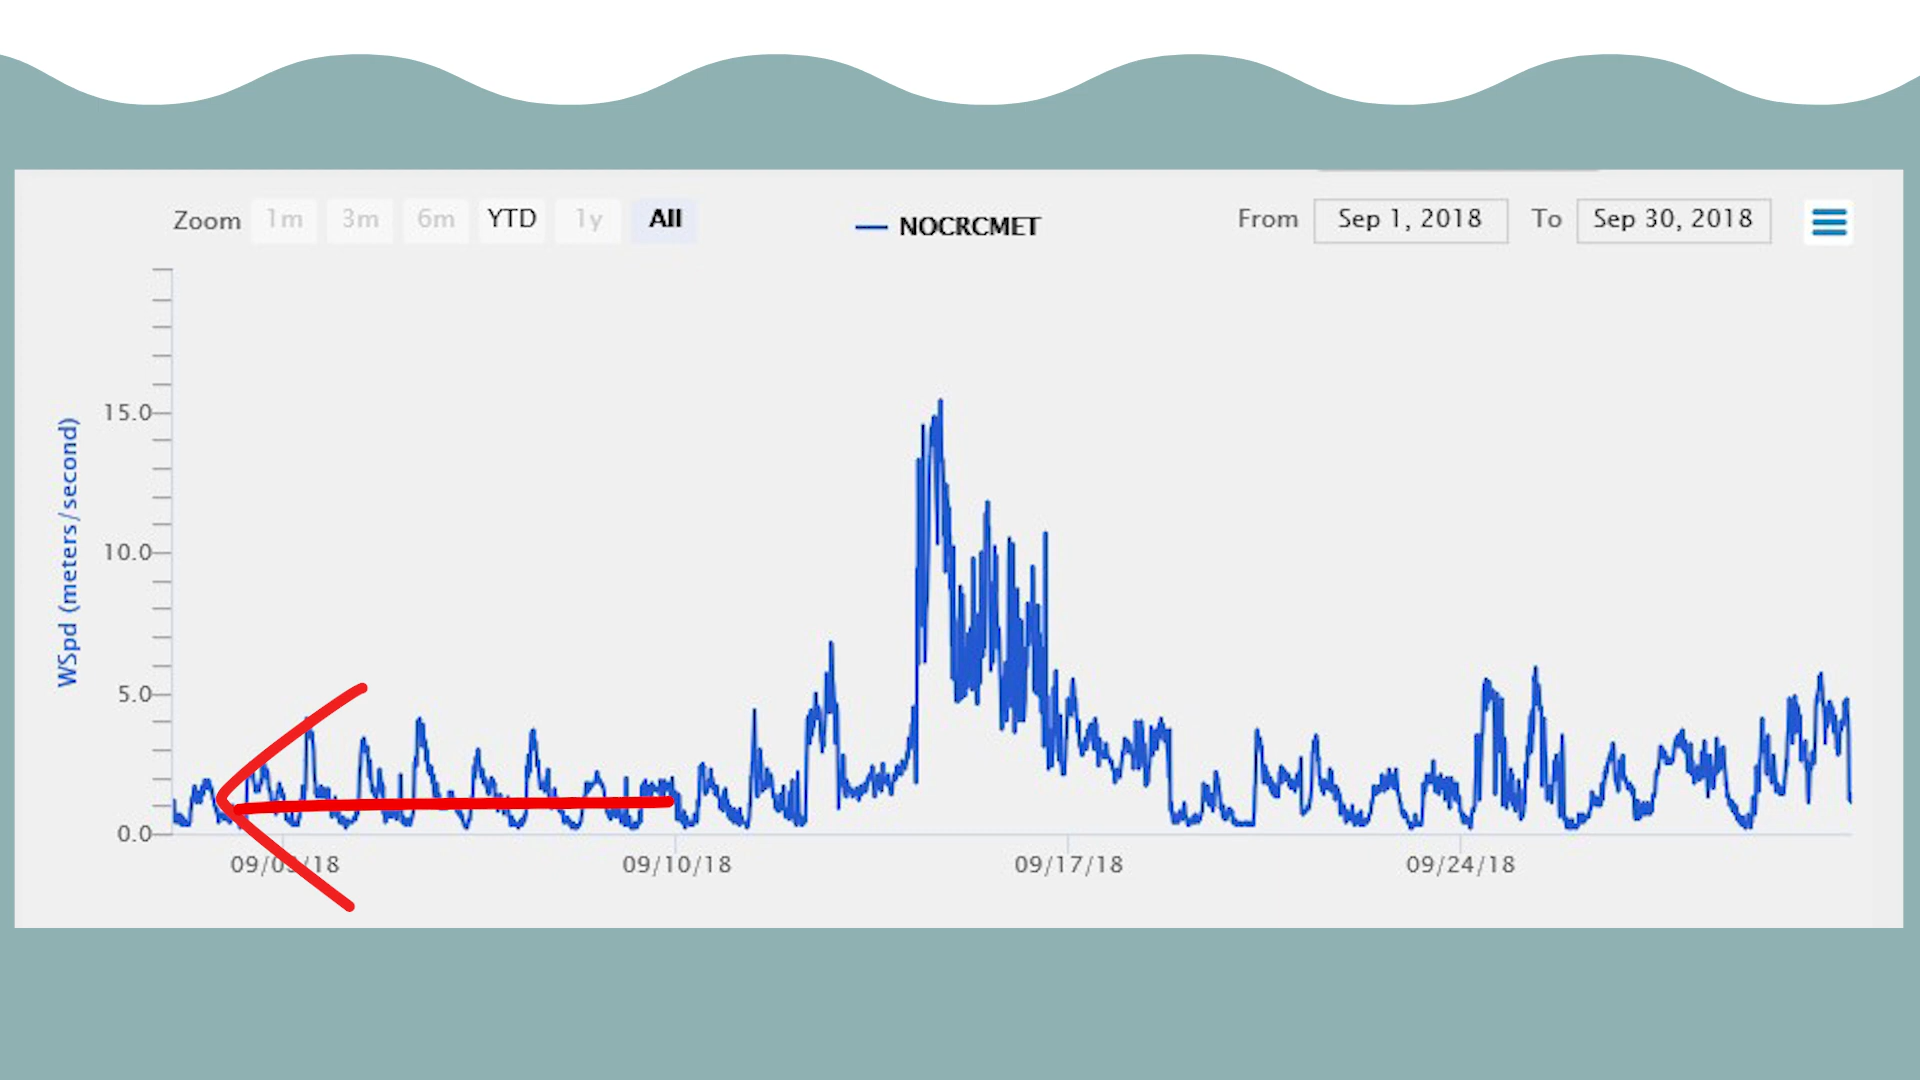 Zoom 1m 3m 6m YTD 1y All
NOCRCMET
From Sep 1, 2018 To Sep 30, 2018
WSpd (meters/second)
15.0
10.0
5.0
0.0
09/10/18 09/17/18 09/24/18